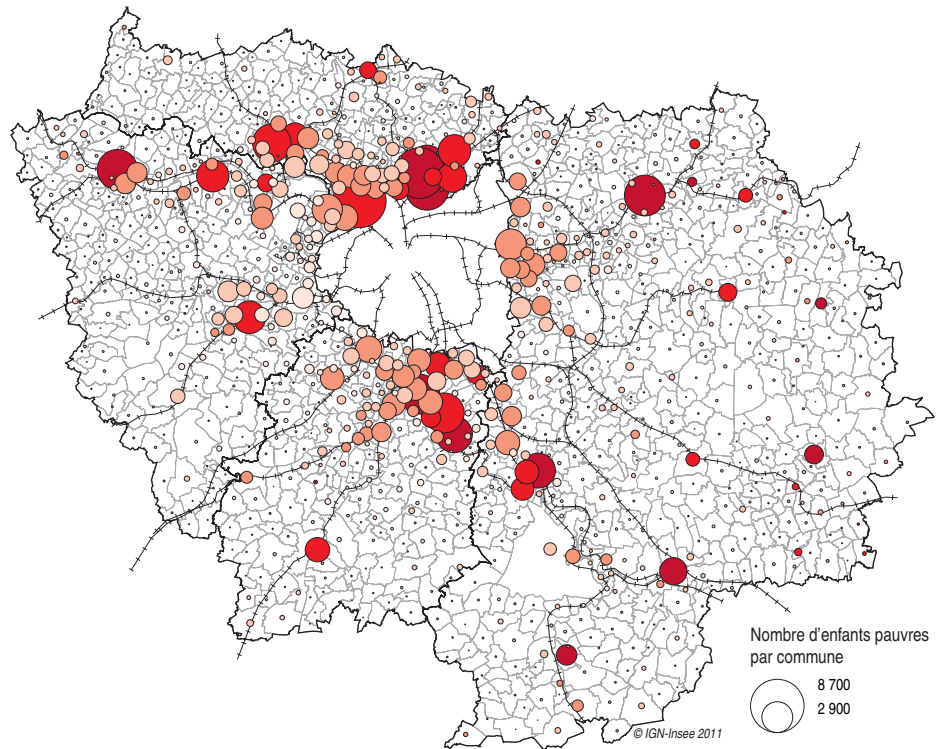 Nombre d'enfants pauvres
par commune
8 700
2 900
© IGN-Insee 2011